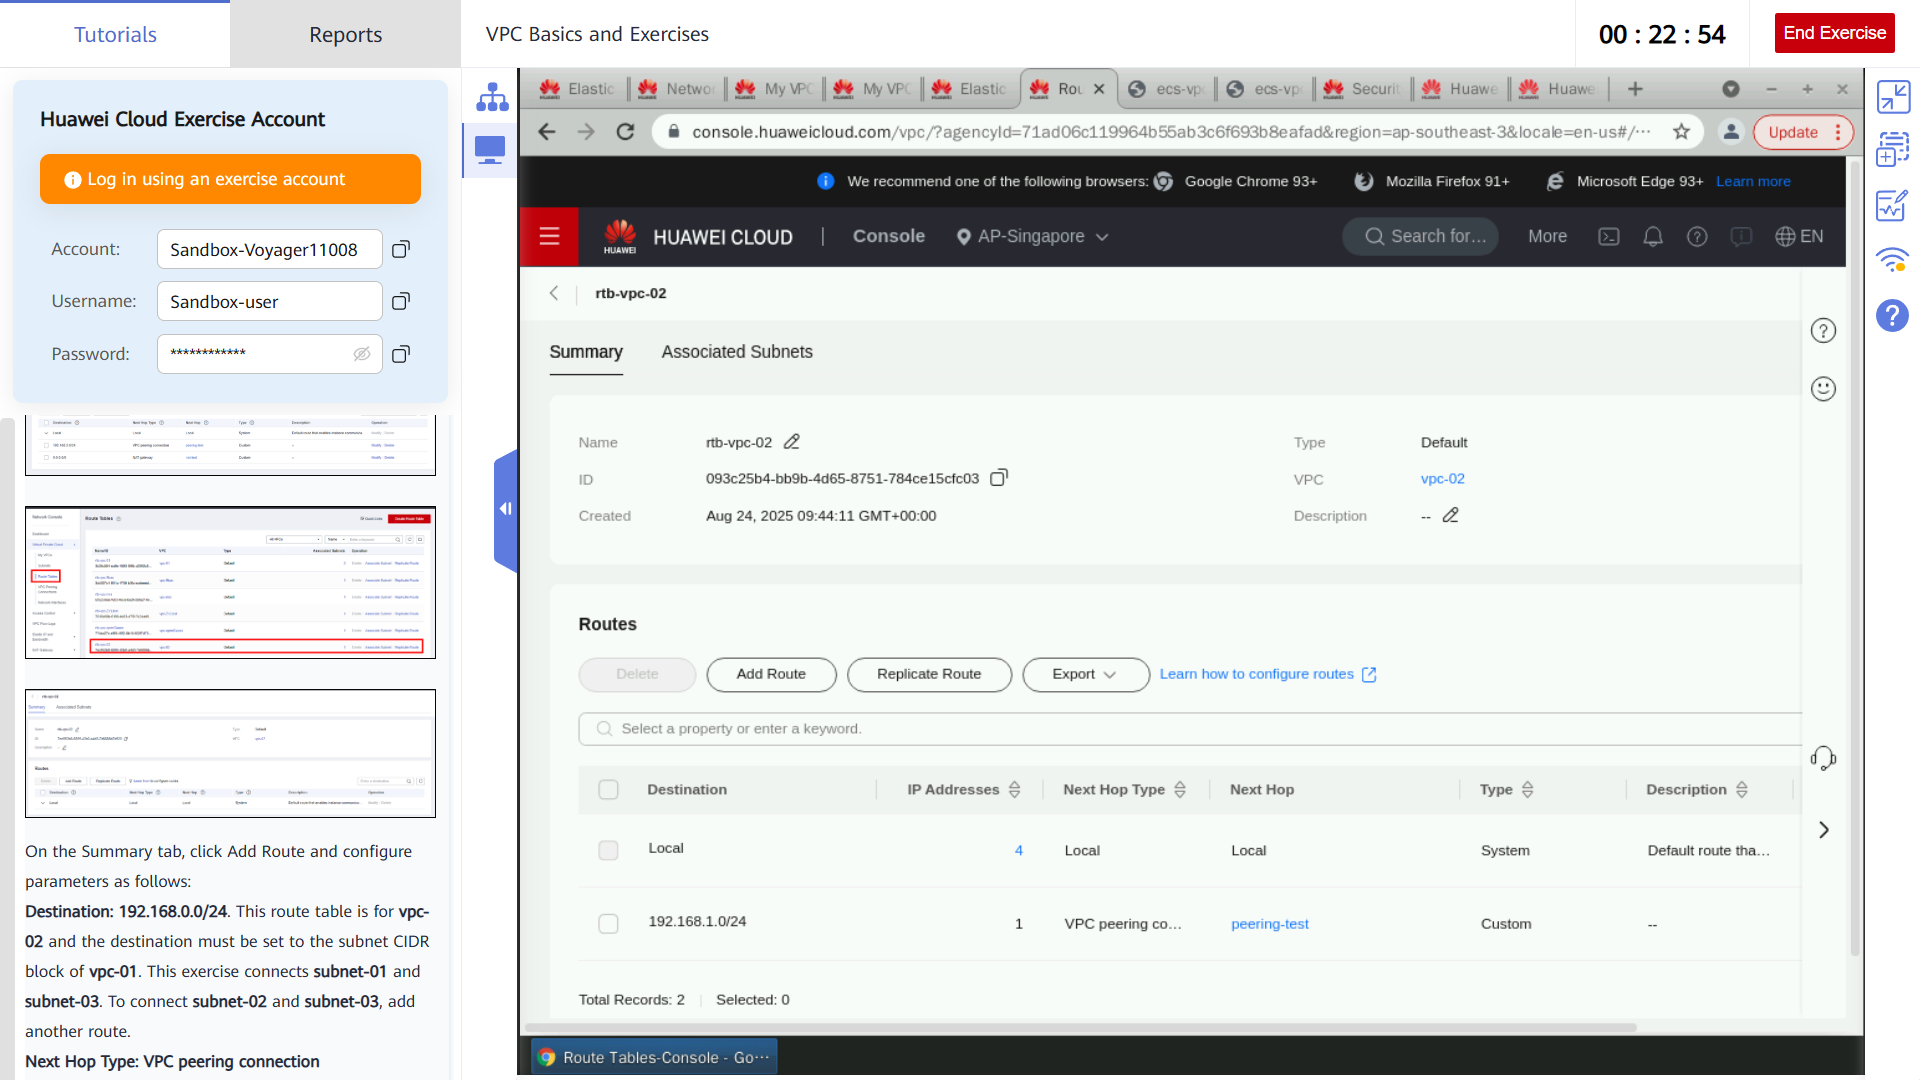 Tutorials
Reports
VPC Basics and Exercises
00 : 22 : 54
End Exercise
Huawei Cloud Exercise Account
Log in using an exercise account
Account:
Sandbox-Voyager11008
Username:
Sandbox-user
Password:
************
On the Summary tab, click Add Route and configure
parameters as follows:
Destination: 192.168.0.0/24. This route table is for vpc-
02 and the destination must be set to the subnet CIDR
block of vpc-01. This exercise connects subnet-01 and
subnet-03. To connect subnet-02 and subnet-03, add
another route.
Next Hop Type: VPC peering connection
Elastic
Networ
My VPC
My VPC
Elastic
Rou
ecs-vpc
ecs-vpc
Securit
Huawe
Huawe
console.huaweicloud.com/vpc/?agencyId=71ad06c119964b55ab3c6f693b8eafad&region=ap-southeast-3&locale=en-us#/···
Update
We recommend one of the following browsers:
Google Chrome 93+
Mozilla Firefox 91+
Microsoft Edge 93+
Learn more
HUAWEI
HUAWEI CLOUD
Console
AP-Singapore
Search for...
More
EN
rtb-vpc-02
Summary
Associated Subnets
Name
rtb-vpc-02
Type
Default
ID
093c25b4-bb9b-4d65-8751-784ce15cfc03
VPC
vpc-02
Created
Aug 24, 2025 09:44:11 GMT+00:00
Description
--
Routes
Delete
Add Route
Replicate Route
Export
Learn how to configure routes
Select a property or enter a keyword.
Destination
IP Addresses
Next Hop Type
Next Hop
Type
Description
Local
4
Local
Local
System
Default route tha...
192.168.1.0/24
1
VPC peering co...
peering-test
Custom
--
Total Records: 2
Selected: 0
Route Tables-Console - Go···